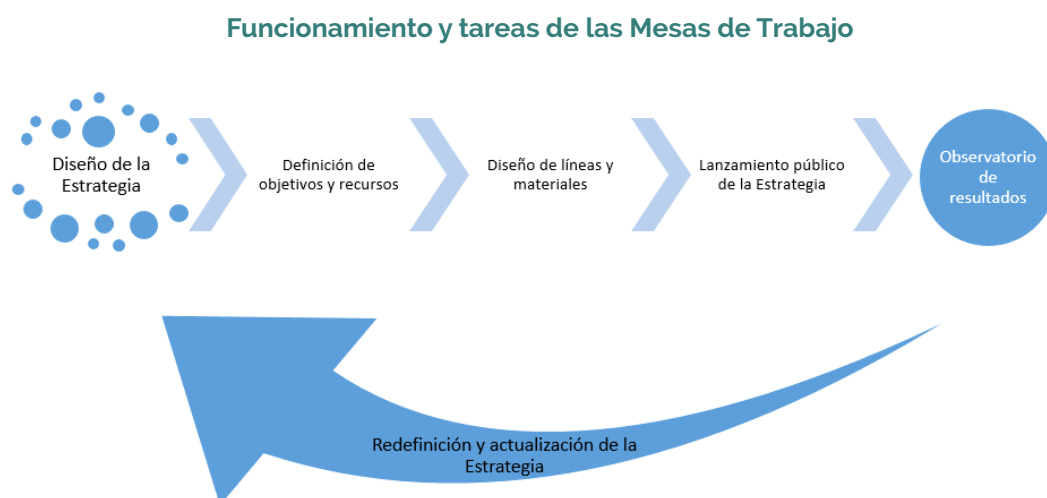 Funcionamiento y tareas de las Mesas de Trabajo
Diseño de la
Estrategia
Definición de
objetivos y recursos
Diseño de líneas y
materiales
Lanzamiento público
de la Estrategia
Observatorio
de
resultados
Redefinición y actualización de la
Estrategia